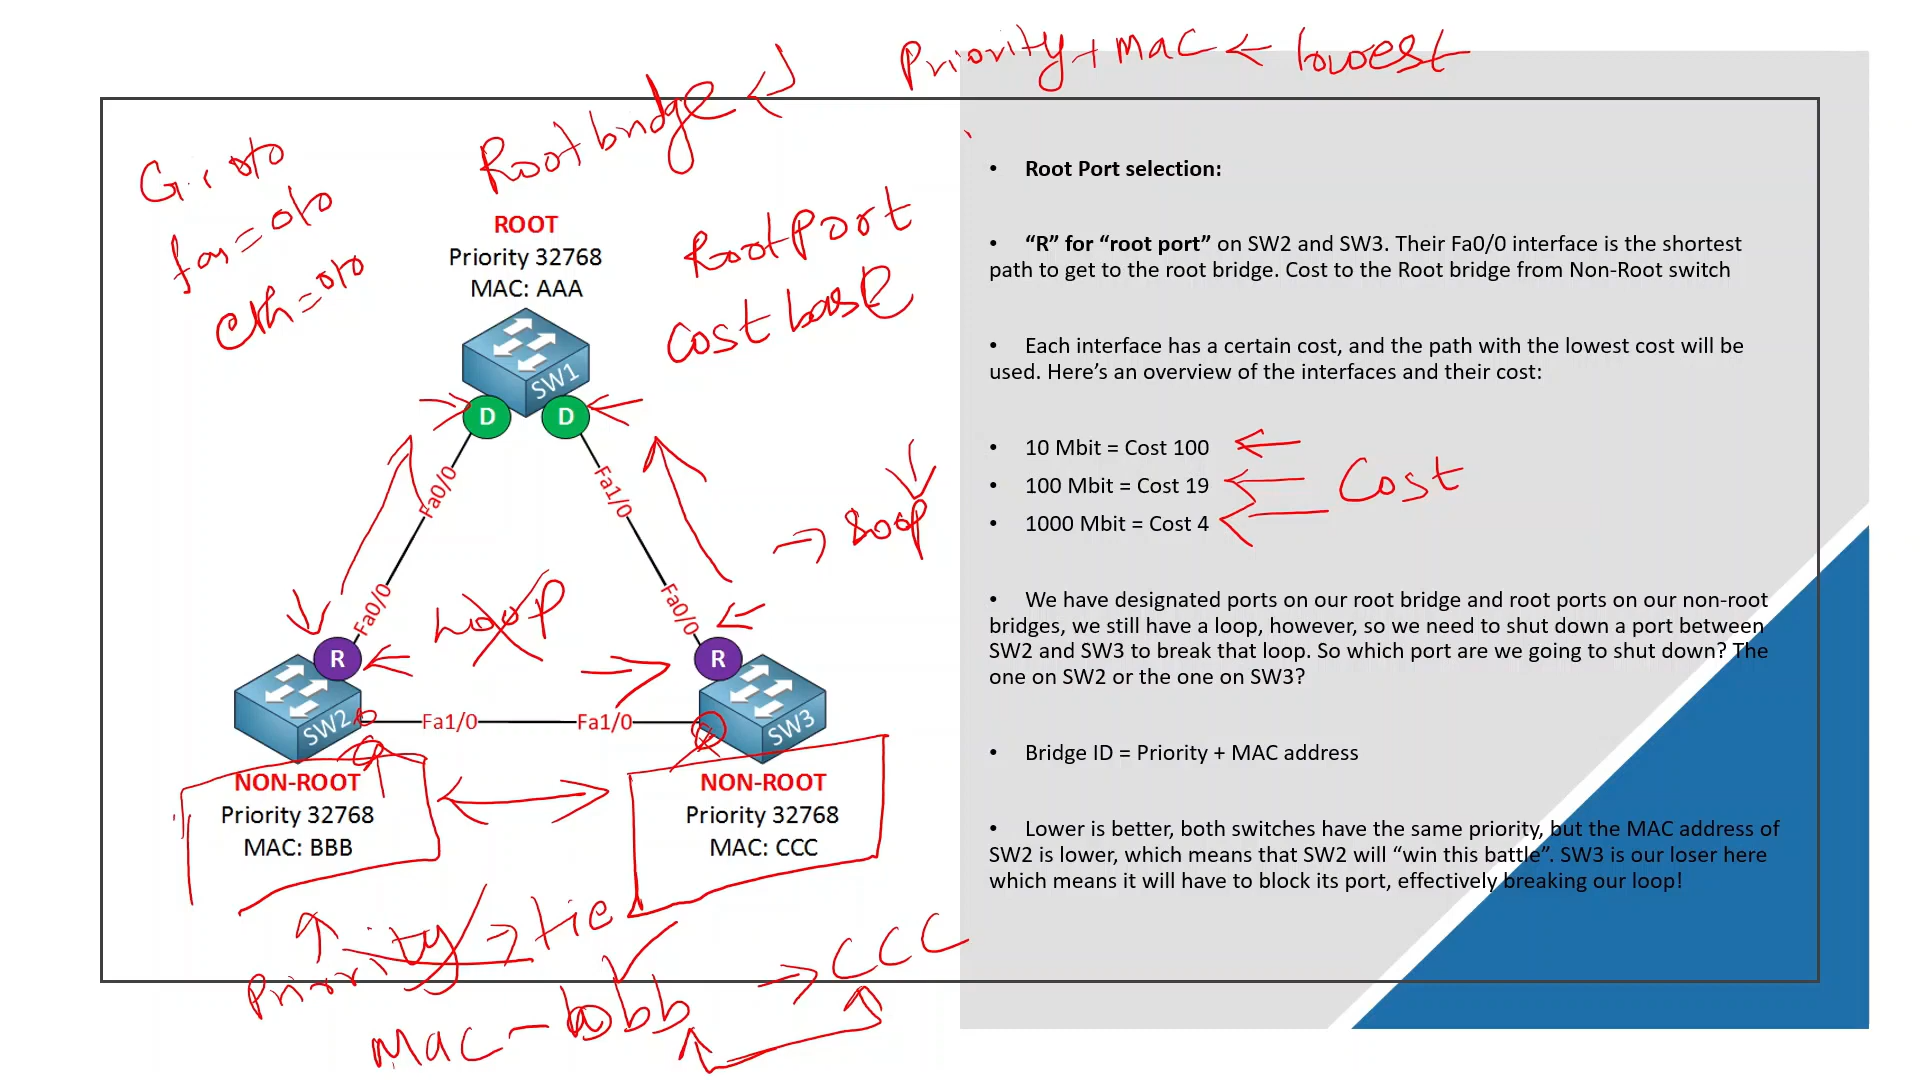 Priority + MAC ← lowest
Root bridge ←
Gi: 0/0
fas = 0/0
eth = 0/0
Root Port
Cost base
ROOT
Priority 32768
MAC: AAA
SW1
D
D
Fa0/0
Fa1/0
Fa0/0
Fa0/0
→ loop
Loop
R
R
SW2
Fa1/0
Fa1/0
SW3
NON-ROOT
Priority 32768
MAC: BBB
NON-ROOT
Priority 32768
MAC: CCC
Priority → tie
MAC - bbb → CCC
• Root Port selection:
• “R” for “root port” on SW2 and SW3. Their Fa0/0 interface is the shortest
path to get to the root bridge. Cost to the Root bridge from Non-Root switch
• Each interface has a certain cost, and the path with the lowest cost will be
used. Here’s an overview of the interfaces and their cost:
• 10 Mbit = Cost 100
• 100 Mbit = Cost 19
• 1000 Mbit = Cost 4
Cost
• We have designated ports on our root bridge and root ports on our non-root
bridges, we still have a loop, however, so we need to shut down a port between
SW2 and SW3 to break that loop. So which port are we going to shut down? The
one on SW2 or the one on SW3?
• Bridge ID = Priority + MAC address
• Lower is better, both switches have the same priority, but the MAC address of
SW2 is lower, which means that SW2 will “win this battle”. SW3 is our loser here
which means it will have to block its port, effectively breaking our loop!